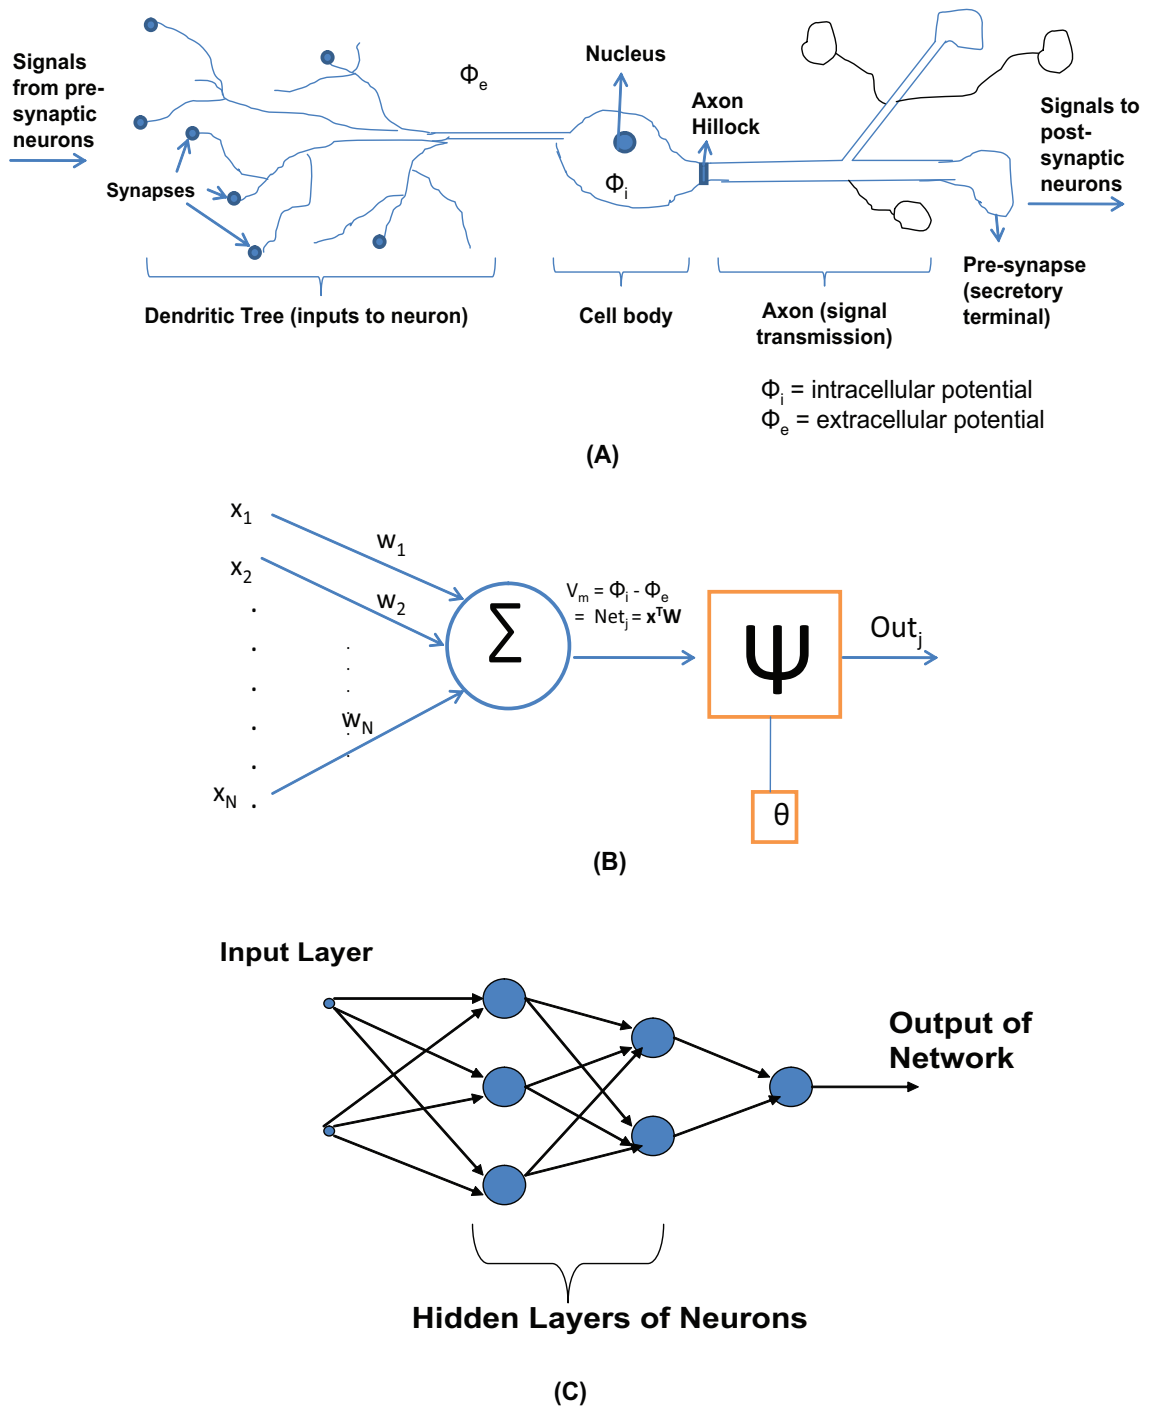 Signals
from pre-
synaptic
neurons
Synapses
Φe
Nucleus
Axon
Hillock
Φi
Signals to
post-
synaptic
neurons
Dendritic Tree (inputs to neuron)
Cell body
Axon (signal
transmission)
Pre-synapse
(secretory
terminal)
Φi = intracellular potential
Φe = extracellular potential
(A)
x1
w1
x2
w2
wN
xN
Σ
Vm = Φi - Φe
= Netj = xTW
Ψ
Outj
θ
(B)
Input Layer
Output of
Network
Hidden Layers of Neurons
(C)